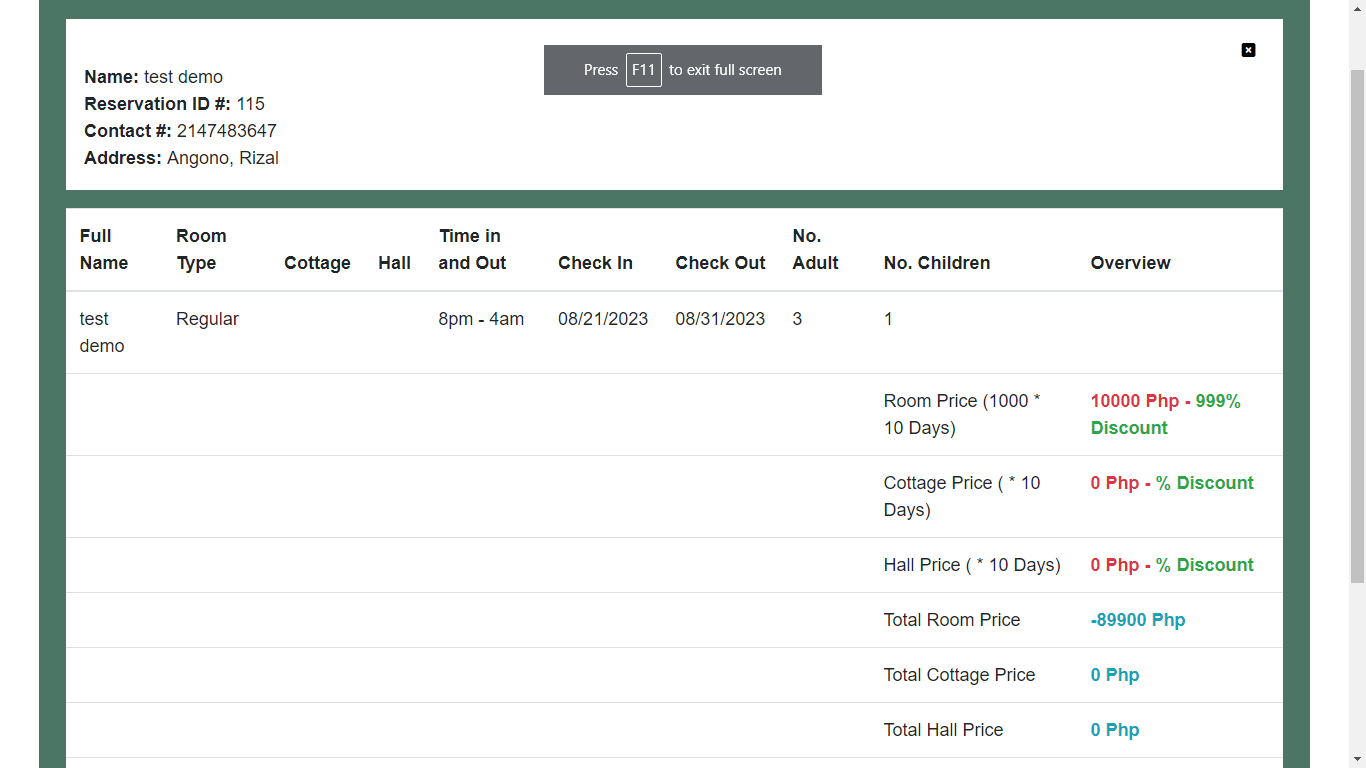 Press F11 to exit full screen
Name: test demo
Reservation ID #: 115
Contact #: 2147483647
Address: Angono, Rizal
Full Name Room Type Cottage Hall Time in and Out Check In Check Out No. Adult No. Children Overview
test demo Regular 8pm - 4am 08/21/2023 08/31/2023 3 1
Room Price (1000 * 10 Days) 10000 Php - 999% Discount
Cottage Price ( * 10 Days) 0 Php - % Discount
Hall Price ( * 10 Days) 0 Php - % Discount
Total Room Price -89900 Php
Total Cottage Price 0 Php
Total Hall Price 0 Php